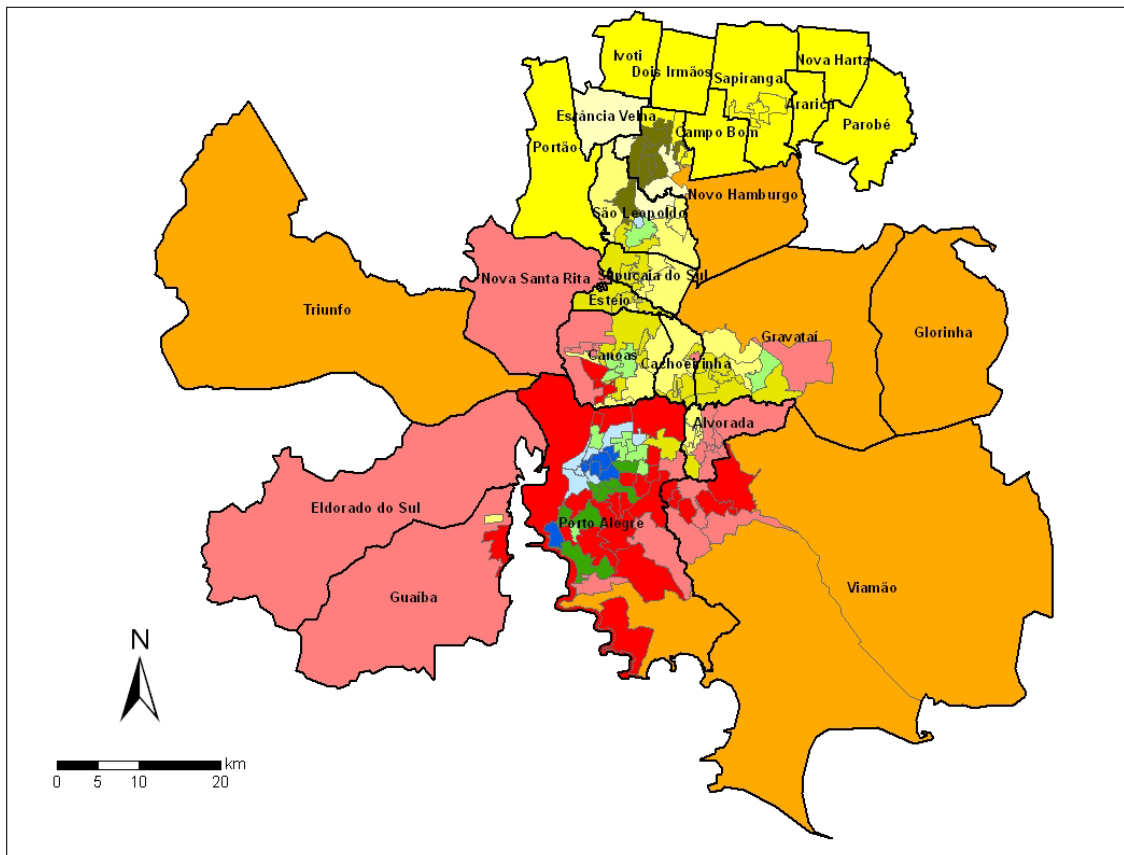 Ivoti
Dois Irmãos
Nova Hartz
Sapiranga
Araricá
Estância Velha
Campo Bom
Parobé
Portão
Novo Hamburgo
São Leopoldo
Nova Santa Rita
Sapucaia do Sul
Esteio
Triunfo
Glorinha
Gravataí
Canoas
Cachoeirinha
Alvorada
Eldorado do Sul
Porto Alegre
Viamão
Guaíba
N
km
0 5 10 20